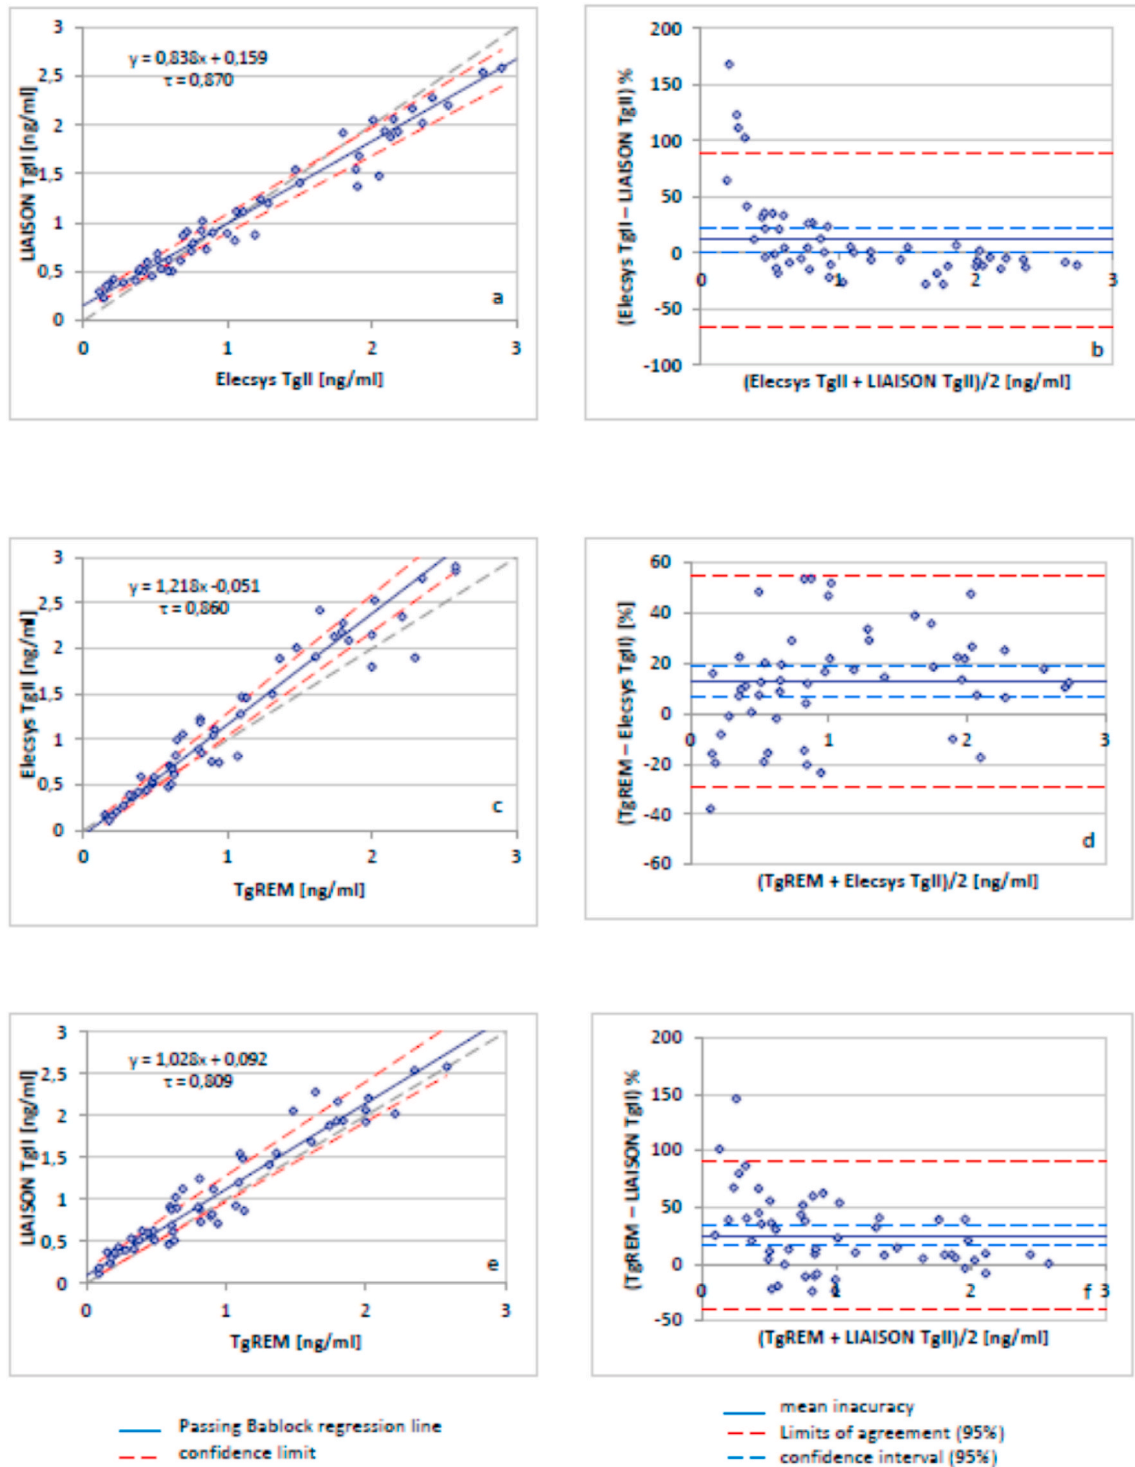 3
2,5
2
1,5
1
0,5
0
LIAISON TgII [ng/ml]
y = 0,838x + 0,159
τ = 0,870
a
0 1 2 3
Elecsys TgII [ng/ml]
200
150
100
50
0
-50
-100
(Elecsys TgII – LIAISON TgII) %
0 1 2 3
b
(Elecsys TgII + LIAISON TgII)/2 [ng/ml]
3
2,5
2
1,5
1
0,5
0
Elecsys TgII [ng/ml]
y = 1,218x -0,051
τ = 0,860
c
0 1 2 3
TgREM [ng/ml]
60
40
20
0
-20
-40
-60
(TgREM – Elecsys TgII) [%]
0 1 2 3
d
(TgREM + Elecsys TgII)/2 [ng/ml]
3
2,5
2
1,5
1
0,5
0
LIAISON TgII [ng/ml]
y = 1,028x + 0,092
τ = 0,809
e
0 1 2 3
TgREM [ng/ml]
200
150
100
50
0
-50
(TgREM – LIAISON TgII) %
0 1 2 f 3
(TgREM + LIAISON TgII)/2 [ng/ml]
Passing Bablock regression line
confidence limit
mean inacuracy
Limits of agreement (95%)
confidence interval (95%)